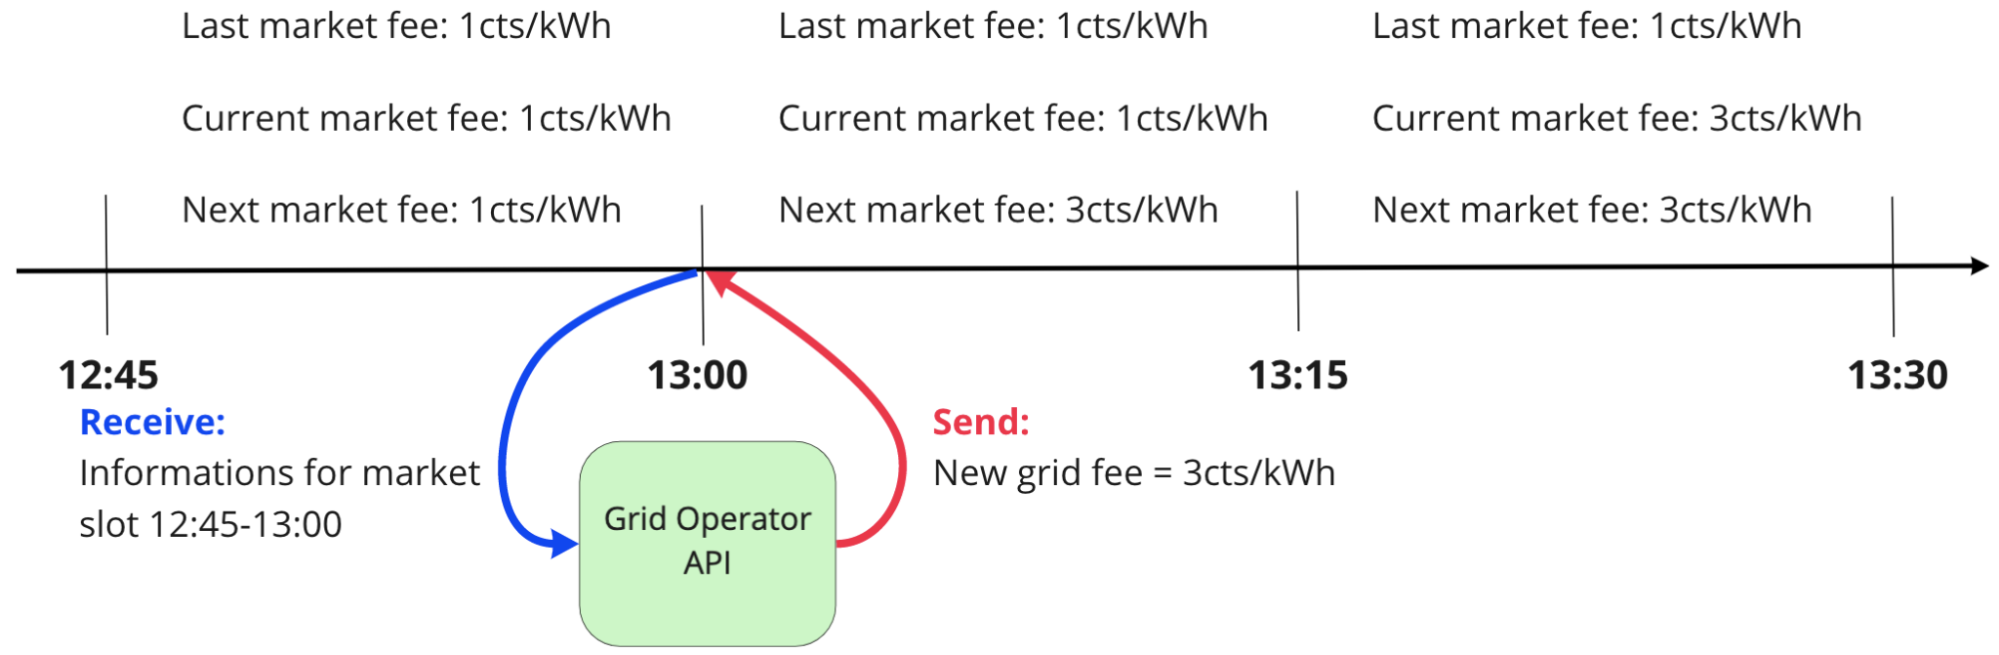 Last market fee: 1cts/kWh
Current market fee: 1cts/kWh
Next market fee: 1cts/kWh
Last market fee: 1cts/kWh
Current market fee: 1cts/kWh
Next market fee: 3cts/kWh
Last market fee: 1cts/kWh
Current market fee: 3cts/kWh
Next market fee: 3cts/kWh
12:45
13:00
13:15
13:30
Receive:
Informations for market
slot 12:45-13:00
Grid Operator
API
Send:
New grid fee = 3cts/kWh